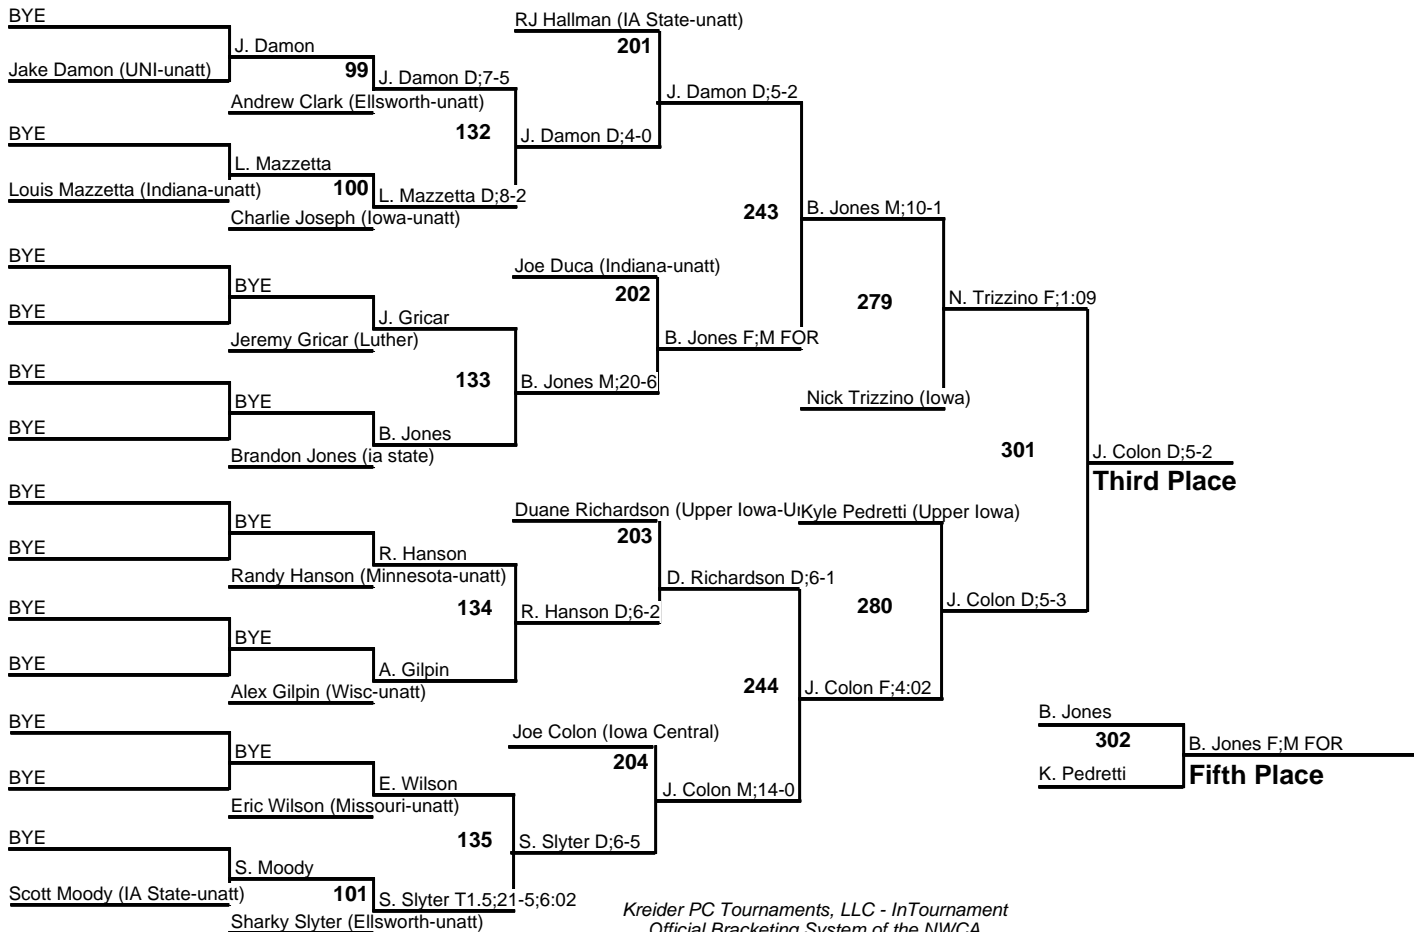 BYE
RJ Hallman (IA State-unatt)
201
J. Damon
Jake Damon (UNI-unatt)
99
J. Damon D;7-5
J. Damon D;5-2
Andrew Clark (Ellsworth-unatt)
BYE
132
J. Damon D;4-0
L. Mazzetta
Louis Mazzetta (Indiana-unatt)
100
L. Mazzetta D;8-2
Charlie Joseph (Iowa-unatt)
243
B. Jones M;10-1
BYE
Joe Duca (Indiana-unatt)
BYE
202
279
N. Trizzino F;1:09
BYE
J. Gricar
Jeremy Gricar (Luther)
B. Jones F;M FOR
BYE
133
B. Jones M;20-6
BYE
Nick Trizzino (Iowa)
BYE
B. Jones
Brandon Jones (ia state)
301
J. Colon D;5-2
Third Place
BYE
Duane Richardson (Upper Iowa-U
Kyle Pedretti (Upper Iowa)
BYE
203
BYE
R. Hanson
Randy Hanson (Minnesota-unatt)
D. Richardson D;6-1
BYE
134
R. Hanson D;6-2
280
J. Colon D;5-3
BYE
BYE
A. Gilpin
Alex Gilpin (Wisc-unatt)
244
J. Colon F;4:02
BYE
Joe Colon (Iowa Central)
B. Jones
302
B. Jones F;M FOR
BYE
204
BYE
E. Wilson
K. Pedretti
Fifth Place
Eric Wilson (Missouri-unatt)
J. Colon M;14-0
BYE
135
S. Slyter D;6-5
S. Moody
Scott Moody (IA State-unatt)
101
S. Slyter T1.5;21-5;6:02
Sharky Slyter (Ellsworth-unatt)
Kreider PC Tournaments, LLC - InTournament
Official Bracketing System of the NWCA